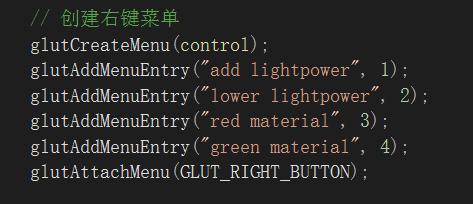 // 创建右键菜单
glutCreateMenu(control);
glutAddMenuEntry("add lightpower", 1);
glutAddMenuEntry("lower lightpower", 2);
glutAddMenuEntry("red material", 3);
glutAddMenuEntry("green material", 4);
glutAttachMenu(GLUT_RIGHT_BUTTON);